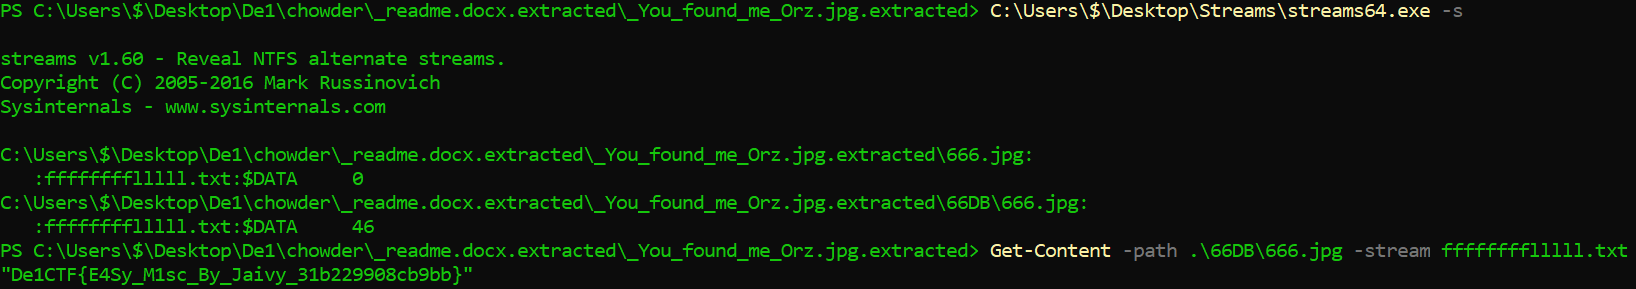 PS C:\Users\$\Desktop\De1\chowder\_readme.docx.extracted\_You_found_me_Orz.jpg.extracted> C:\Users\$\Desktop\Streams\streams64.exe -s
streams v1.60 - Reveal NTFS alternate streams.
Copyright (C) 2005-2016 Mark Russinovich
Sysinternals - www.sysinternals.com
C:\Users\$\Desktop\De1\chowder\_readme.docx.extracted\_You_found_me_Orz.jpg.extracted\666.jpg:
:fffffffflllll.txt:$DATA 0
C:\Users\$\Desktop\De1\chowder\_readme.docx.extracted\_You_found_me_Orz.jpg.extracted\66DB\666.jpg:
:fffffffflllll.txt:$DATA 46
PS C:\Users\$\Desktop\De1\chowder\_readme.docx.extracted\_You_found_me_Orz.jpg.extracted> Get-Content -path .\66DB\666.jpg -stream fffffffflllll.txt
"De1CTF{E4Sy_M1sc_By_Jaivy_31b229908cb9bb}"